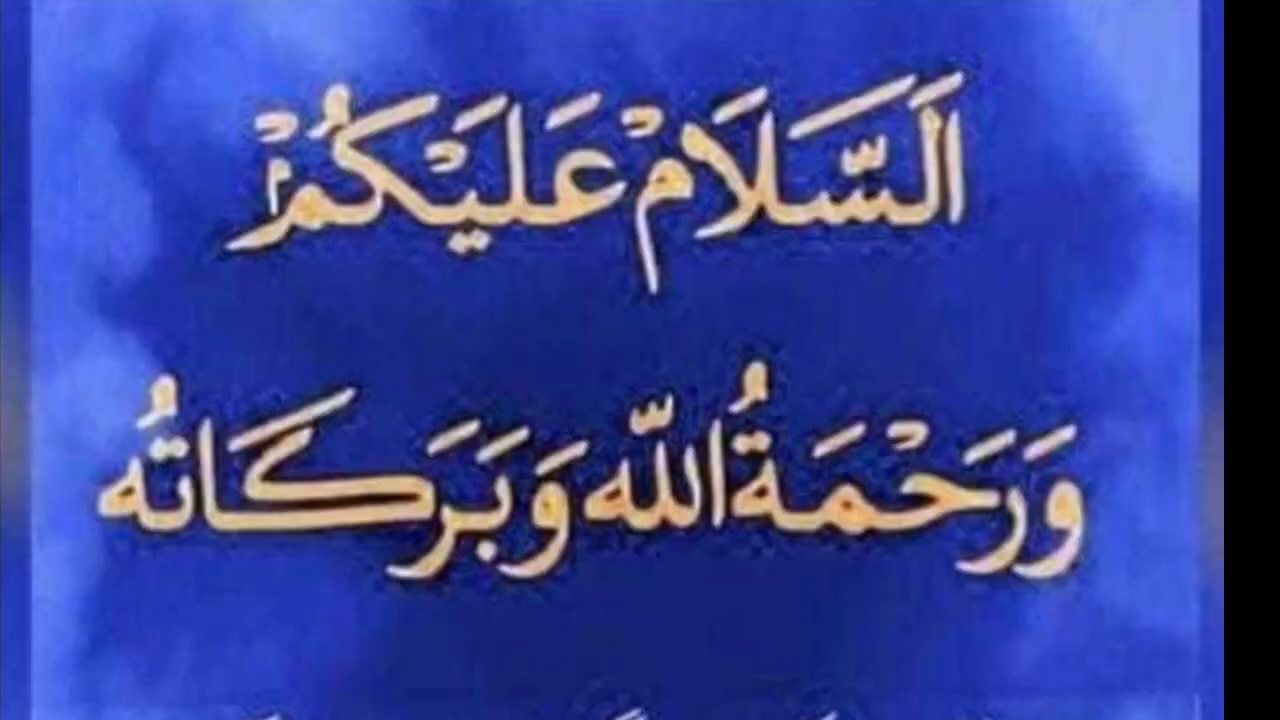 اَلسَّلَامْ عَلَيْكُمْ
وَرَحْمَةُ اللّه وَبَرَكَاتُه